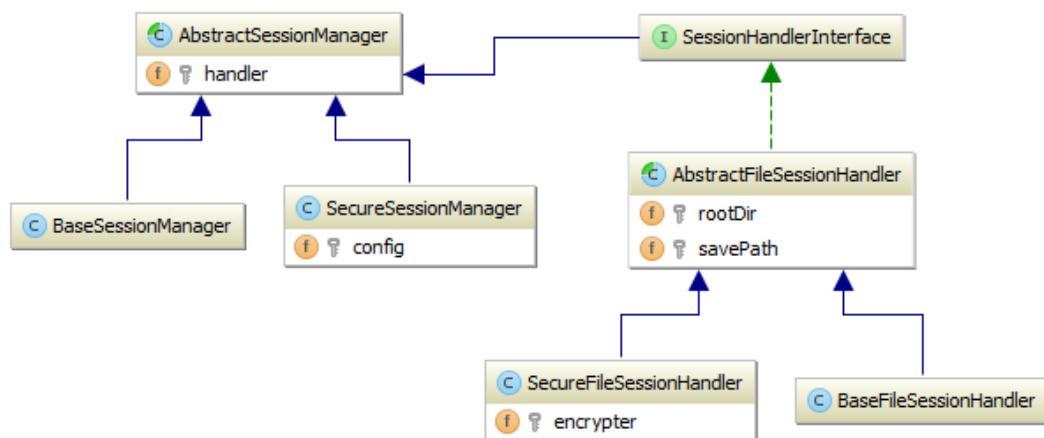 C AbstractSessionManager
f handler
I SessionHandlerInterface
C AbstractFileSessionHandler
f rootDir
f savePath
C BaseSessionManager
C SecureSessionManager
f config
C SecureFileSessionHandler
f encrypter
C BaseFileSessionHandler